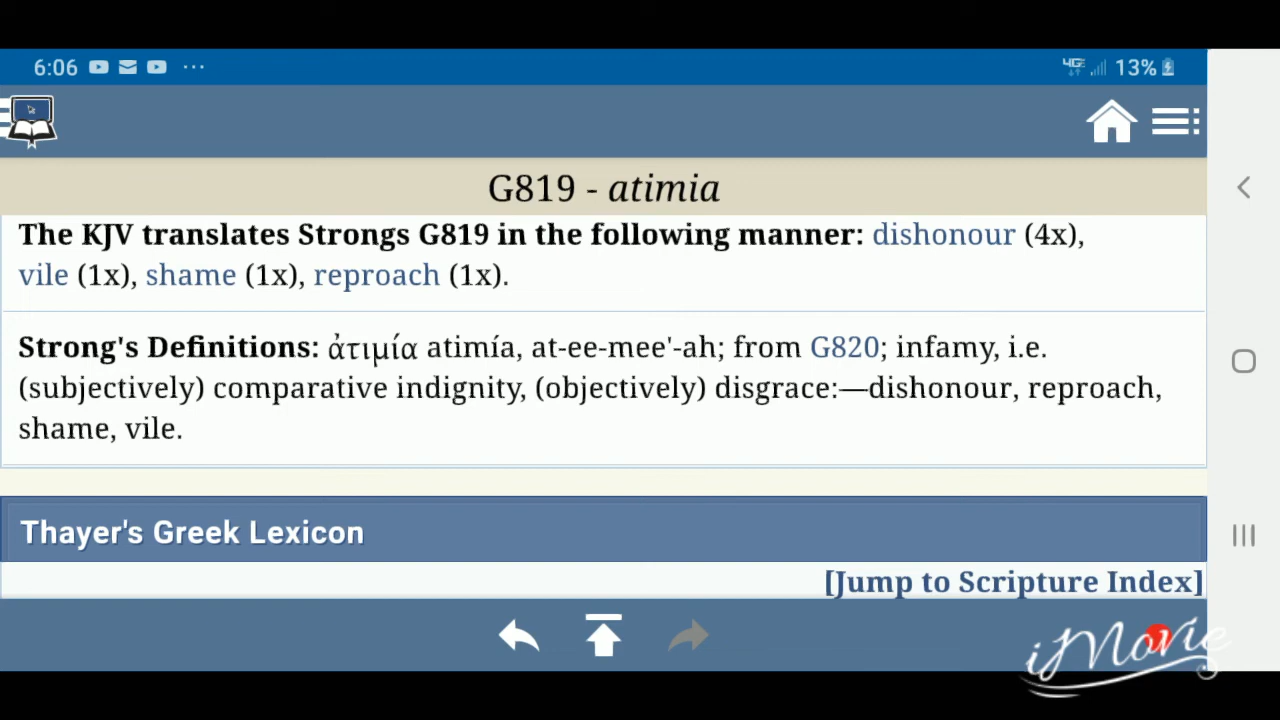 6:06 ... 4GE 13%
G819 - atimia
The KJV translates Strongs G819 in the following manner: dishonour (4x),
vile (1x), shame (1x), reproach (1x).
Strong's Definitions: ἀτιμία atimía, at-ee-mee'-ah; from G820; infamy, i.e.
(subjectively) comparative indignity, (objectively) disgrace:—dishonour, reproach,
shame, vile.
Thayer's Greek Lexicon
[Jump to Scripture Index]
iMovie